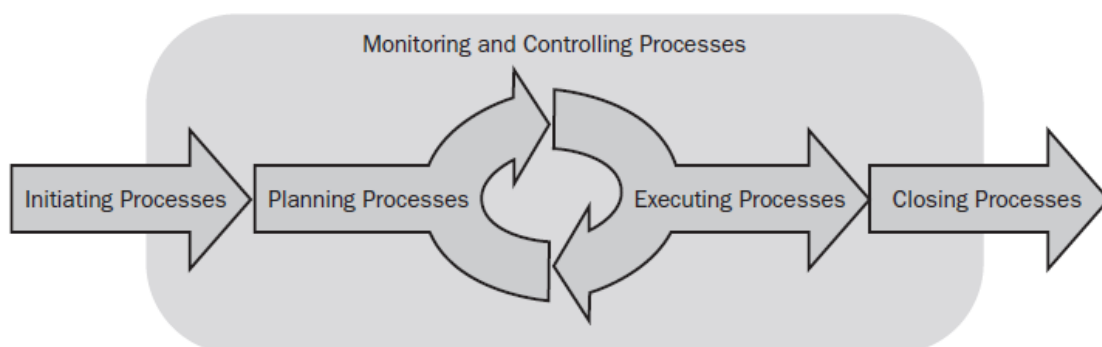 Monitoring and Controlling Processes
Initiating Processes
Planning Processes
Executing Processes
Closing Processes